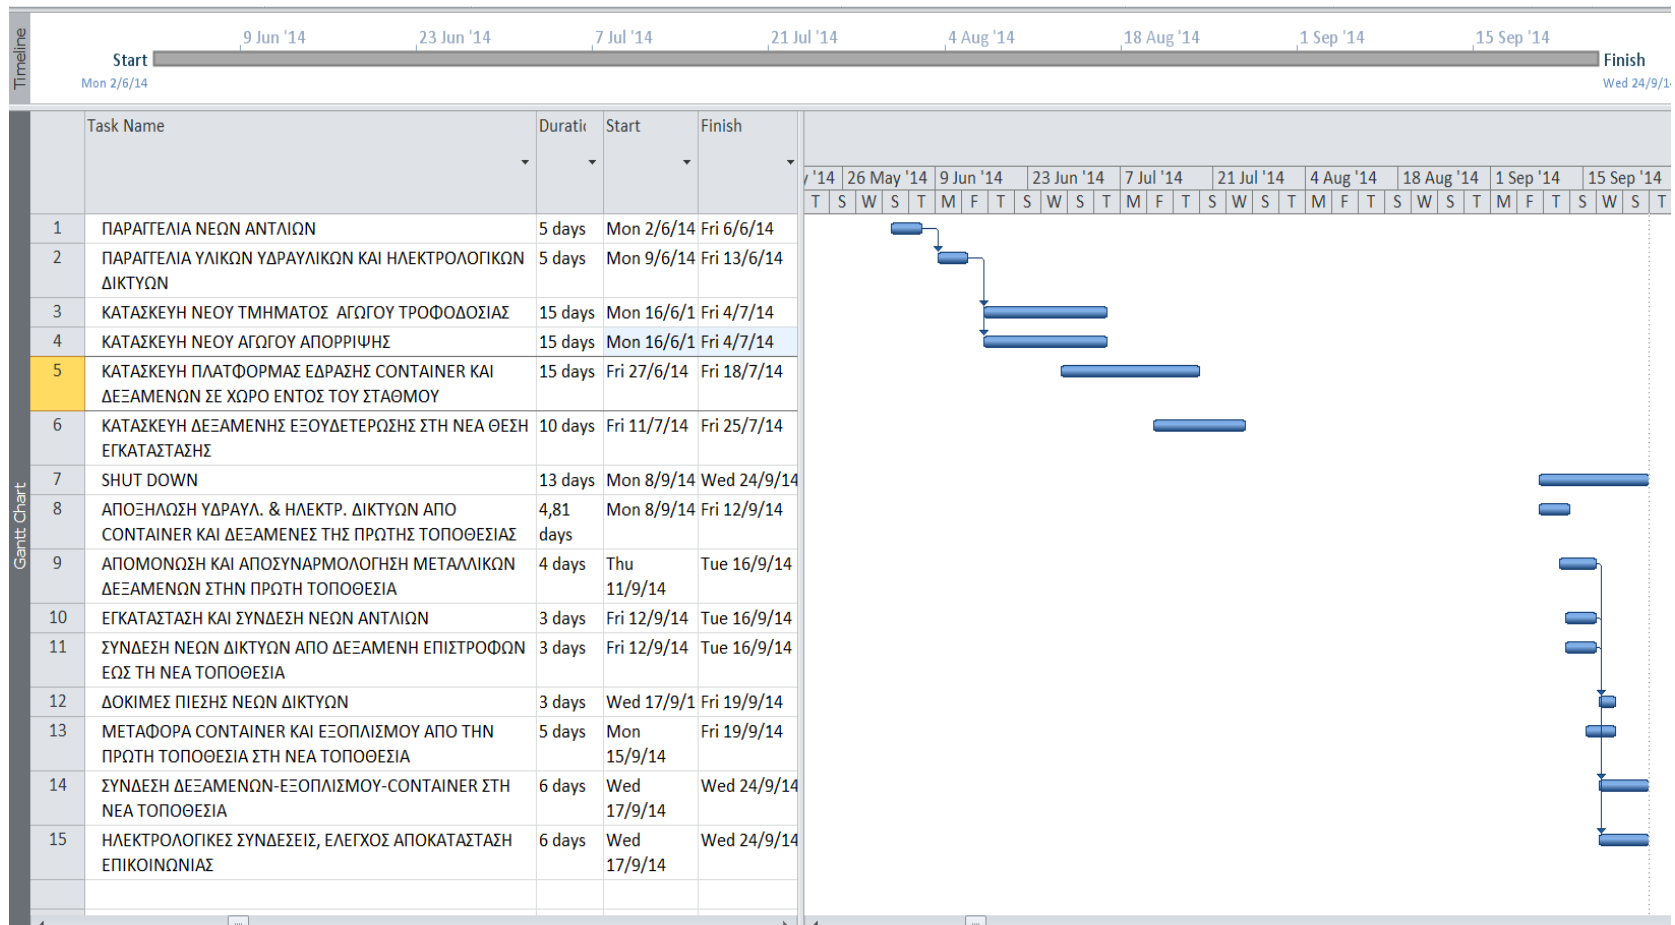 Timeline
9 Jun '14 23 Jun '14 7 Jul '14 21 Jul '14 4 Aug '14 18 Aug '14 1 Sep '14 15 Sep '14
Start Finish
Mon 2/6/14 Wed 24/9/14
Gantt Chart
Task Name Duratic Start Finish
'14 26 May '14 9 Jun '14 23 Jun '14 7 Jul '14 21 Jul '14 4 Aug '14 18 Aug '14 1 Sep '14 15 Sep '14
T S W S T M F T S W S T M F T S W S T M F T S W S T M F T S W S T
1 ΠΑΡΑΓΓΕΛΙΑ ΝΕΩΝ ΑΝΤΛΙΩΝ 5 days Mon 2/6/14 Fri 6/6/14
2 ΠΑΡΑΓΓΕΛΙΑ ΥΛΙΚΩΝ ΥΔΡΑΥΛΙΚΩΝ ΚΑΙ ΗΛΕΚΤΡΟΛΟΓΙΚΩΝ 5 days Mon 9/6/14 Fri 13/6/14
ΔΙΚΤΥΩΝ
3 ΚΑΤΑΣΚΕΥΗ ΝΕΟΥ ΤΜΗΜΑΤΟΣ ΑΓΩΓΟΥ ΤΡΟΦΟΔΟΣΙΑΣ 15 days Mon 16/6/1 Fri 4/7/14
4 ΚΑΤΑΣΚΕΥΗ ΝΕΟΥ ΑΓΩΓΟΥ ΑΠΟΡΡΙΨΗΣ 15 days Mon 16/6/1 Fri 4/7/14
5 ΚΑΤΑΣΚΕΥΗ ΠΛΑΤΦΟΡΜΑΣ ΕΔΡΑΣΗΣ CONTAINER ΚΑΙ 15 days Fri 27/6/14 Fri 18/7/14
ΔΕΞΑΜΕΝΩΝ ΣΕ ΧΩΡΟ ΕΝΤΟΣ ΤΟΥ ΣΤΑΘΜΟΥ
6 ΚΑΤΑΣΚΕΥΗ ΔΕΞΑΜΕΝΗΣ ΕΞΟΥΔΕΤΕΡΩΣΗΣ ΣΤΗ ΝΕΑ ΘΕΣΗ 10 days Fri 11/7/14 Fri 25/7/14
ΕΓΚΑΤΑΣΤΑΣΗΣ
7 SHUT DOWN 13 days Mon 8/9/14 Wed 24/9/14
8 ΑΠΟΞΗΛΩΣΗ ΥΔΡΑΥΛ. & ΗΛΕΚΤΡ. ΔΙΚΤΥΩΝ ΑΠΟ 4,81 Mon 8/9/14 Fri 12/9/14
CONTAINER ΚΑΙ ΔΕΞΑΜΕΝΕΣ ΤΗΣ ΠΡΩΤΗΣ ΤΟΠΟΘΕΣΙΑΣ days
9 ΑΠΟΜΟΝΩΣΗ ΚΑΙ ΑΠΟΣΥΝΑΡΜΟΛΟΓΗΣΗ ΜΕΤΑΛΛΙΚΩΝ 4 days Thu Tue 16/9/14
ΔΕΞΑΜΕΝΩΝ ΣΤΗΝ ΠΡΩΤΗ ΤΟΠΟΘΕΣΙΑ 11/9/14
10 ΕΓΚΑΤΑΣΤΑΣΗ ΚΑΙ ΣΥΝΔΕΣΗ ΝΕΩΝ ΑΝΤΛΙΩΝ 3 days Fri 12/9/14 Tue 16/9/14
11 ΣΥΝΔΕΣΗ ΝΕΩΝ ΔΙΚΤΥΩΝ ΑΠΟ ΔΕΞΑΜΕΝΗ ΕΠΙΣΤΡΟΦΩΝ 3 days Fri 12/9/14 Tue 16/9/14
ΕΩΣ ΤΗ ΝΕΑ ΤΟΠΟΘΕΣΙΑ
12 ΔΟΚΙΜΕΣ ΠΙΕΣΗΣ ΝΕΩΝ ΔΙΚΤΥΩΝ 3 days Wed 17/9/1 Fri 19/9/14
13 ΜΕΤΑΦΟΡΑ CONTAINER ΚΑΙ ΕΞΟΠΛΙΣΜΟΥ ΑΠΟ ΤΗΝ 5 days Mon Fri 19/9/14
ΠΡΩΤΗ ΤΟΠΟΘΕΣΙΑ ΣΤΗ ΝΕΑ ΤΟΠΟΘΕΣΙΑ 15/9/14
14 ΣΥΝΔΕΣΗ ΔΕΞΑΜΕΝΩΝ-ΕΞΟΠΛΙΣΜΟΥ-CONTAINER ΣΤΗ 6 days Wed Wed 24/9/14
ΝΕΑ ΤΟΠΟΘΕΣΙΑ 17/9/14
15 ΗΛΕΚΤΡΟΛΟΓΙΚΕΣ ΣΥΝΔΕΣΕΙΣ, ΕΛΕΓΧΟΣ ΑΠΟΚΑΤΑΣΤΑΣΗ 6 days Wed Wed 24/9/14
ΕΠΙΚΟΙΝΩΝΙΑΣ 17/9/14